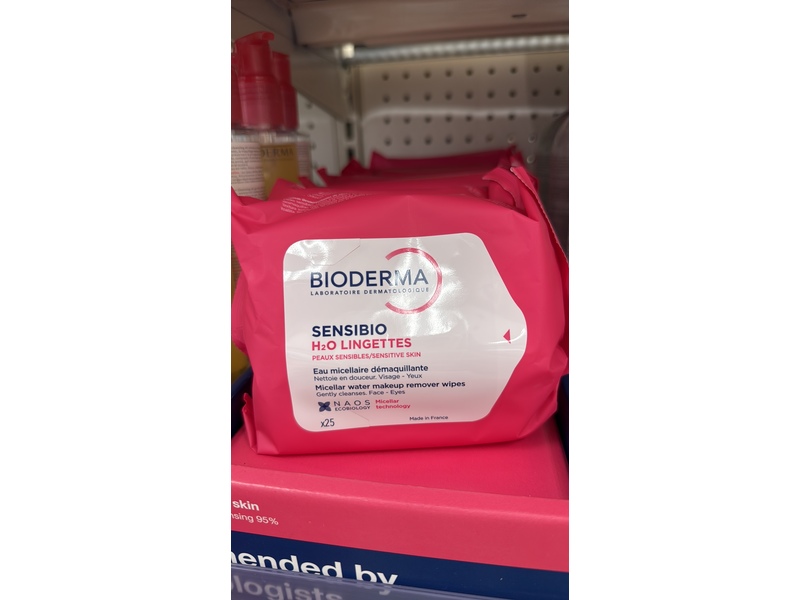 BIODERMA
LABORATOIRE DERMATOLOGIQUE
SENSIBIO
H₂O LINGETTES
PEAUX SENSIBLES/SENSITIVE SKIN
Eau micellaire démaquillante
Nettoie en douceur. Visage - Yeux
Micellar water makeup remover wipes
Gently cleanses. Face - Eyes
NAOS
ECOBIOLOGY
Micellar
technology
x25
Made in France
skin
nsing 95%
ended by
ologists